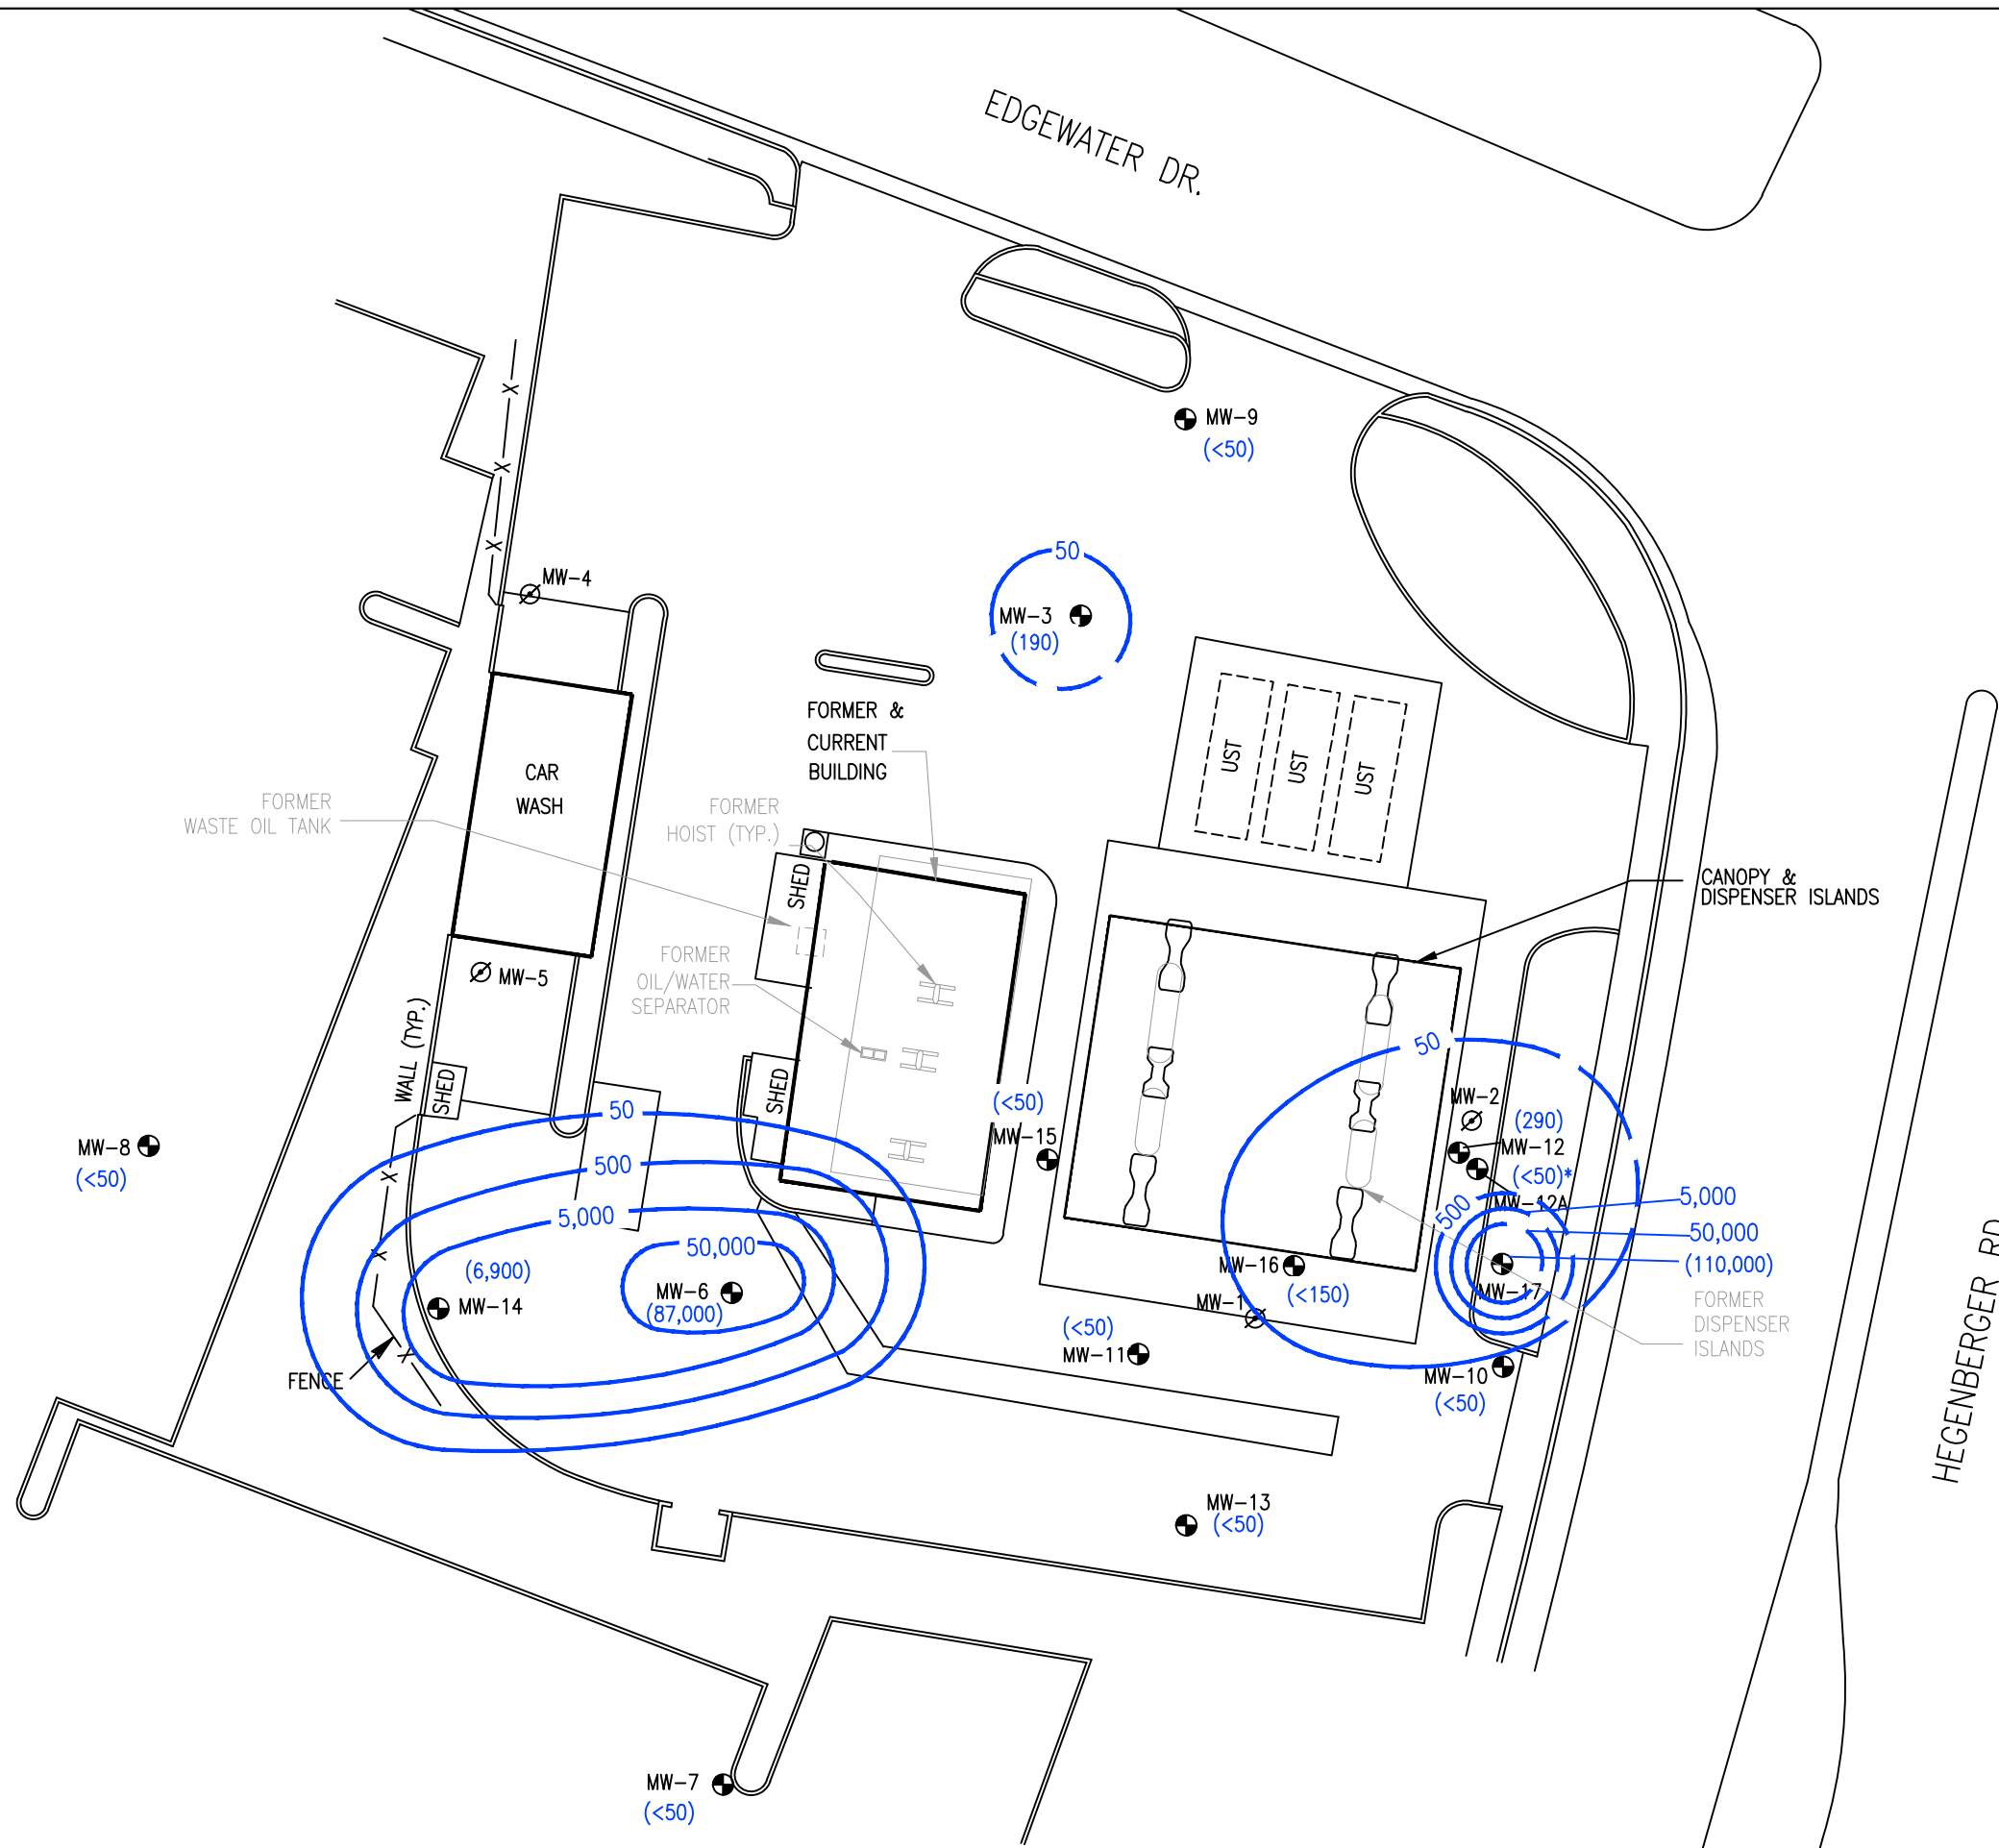 EDGEWATER DR.
X
MW-9
(<50)
X
X
50
MW-4
MW-3
(190)
FORMER &
CURRENT
BUILDING
UST
UST
UST
CAR
WASH
FORMER
WASTE OIL TANK
FORMER
HOIST (TYP.)
SHED
CANOPY &
DISPENSER ISLANDS
FORMER
OIL/WATER
SEPARATOR
MW-5
WALL (TYP.)
SHED
SHED
50
50
(<50)
MW-15
MW-2
(290)
MW-12
(<50)*
MW-12A
MW-8
(<50)
500
X
5,000
500
5,000
50,000
(110,000)
X
50,000
(6,900)
MW-14
MW-6
(87,000)
MW-16
(<150)
MW-17
MW-1
FORMER
DISPENSER
ISLANDS
(<50)
MW-11
X
FENCE
MW-10
(<50)
HEGENBERGER RD
MW-13
(<50)
MW-7
(<50)